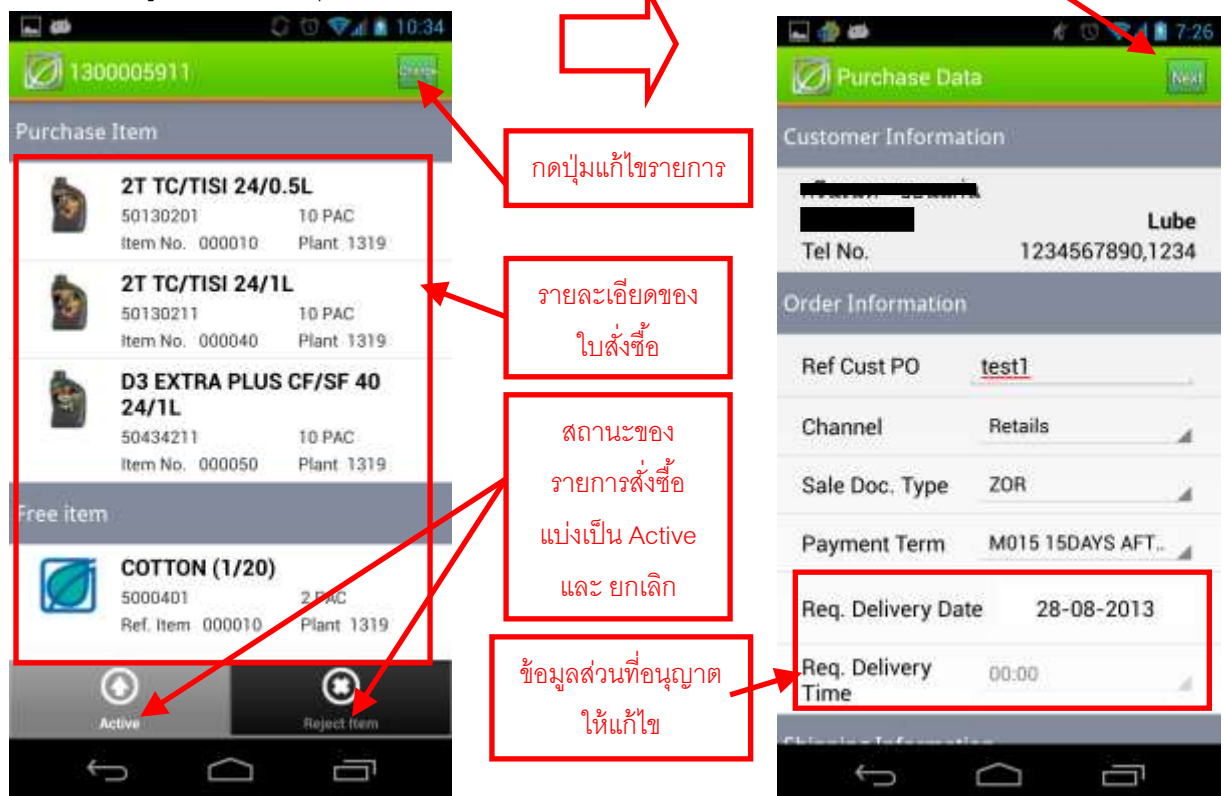 10:34
1300005911
Change
Purchase Item
2T TC/TISI 24/0.5L
50130201 10 PAC
Item No. 000010 Plant 1319
2T TC/TISI 24/1L
50130211 10 PAC
Item No. 000040 Plant 1319
D3 EXTRA PLUS CF/SF 40
24/1L
50434211 10 PAC
Item No. 000050 Plant 1319
Free item
COTTON (1/20)
5000401 2 PAC
Ref. Item 000010 Plant 1319
Active
Reject Item
กดปุ่มแก้ไขรายการ
รายละเอียดของ
ใบสั่งซื้อ
สถานะของ
รายการสั่งซื้อ
แบ่งเป็น Active
และ ยกเลิก
ข้อมูลส่วนที่อนุญาต
ให้แก้ไข
7:26
Purchase Data
Next
Customer Information
Lube
Tel No. 1234567890,1234
Order Information
Ref Cust PO test1
Channel Retails
Sale Doc. Type ZOR
Payment Term M015 15DAYS AFT..
Req. Delivery Date 28-08-2013
Req. Delivery
Time 00:00
Shipping Information